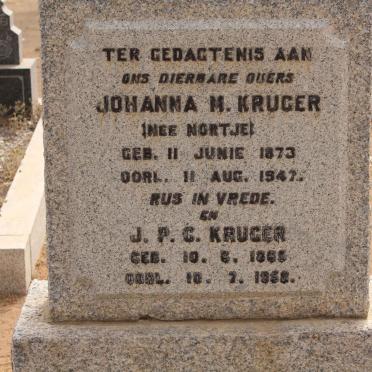 TER GEDAGTENIS AAN
ONS DIERBARE OUERS
JOHANNA M. KRUGER
(NEE NORTJE)
GEB. 11 JUNIE 1873
OORL. 11 AUG. 1947.
RUS IN VREDE.
EN
J. P. C. KRUGER
GEB. 10. 6. 1865
OORL. 10. 7. 1958.